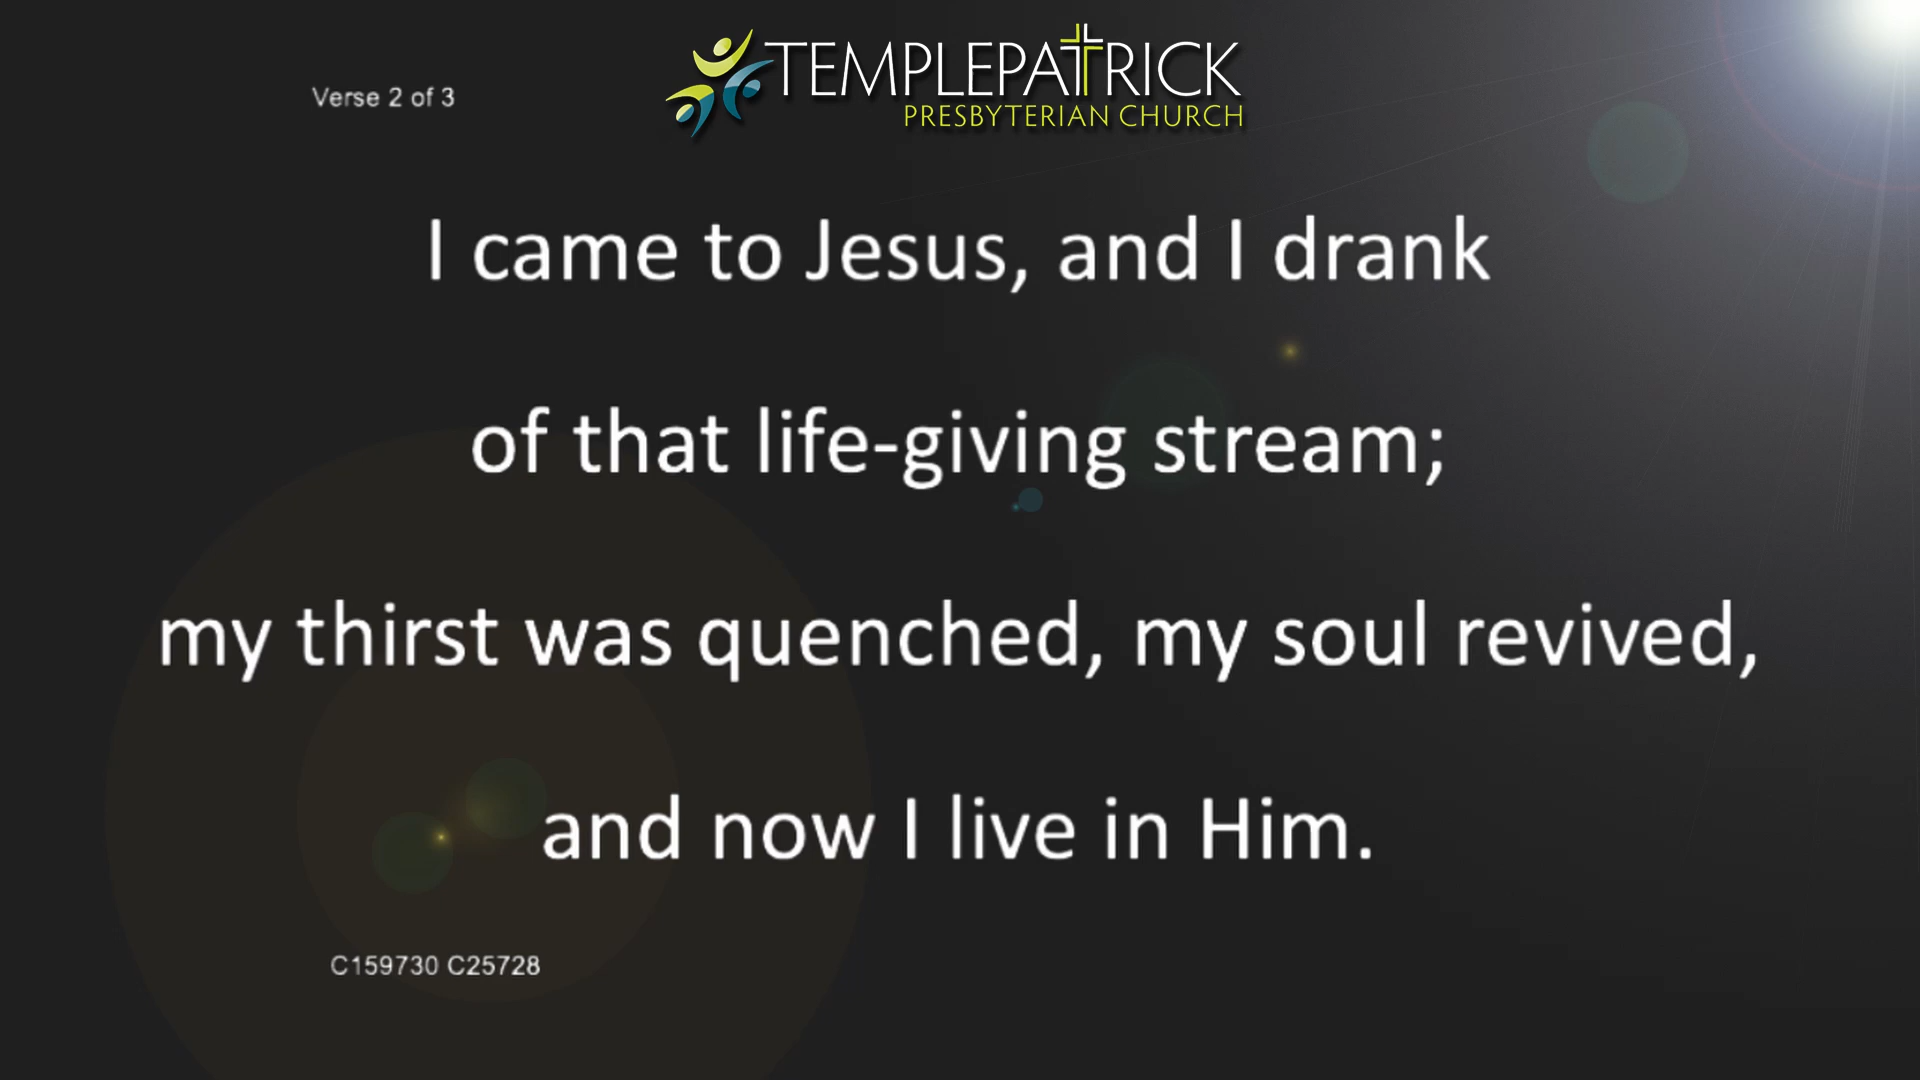 Verse 2 of 3
TEMPLEPATRICK
PRESBYTERIAN CHURCH
I came to Jesus, and I drank
of that life-giving stream;
my thirst was quenched, my soul revived,
and now I live in Him.
C159730 C25728